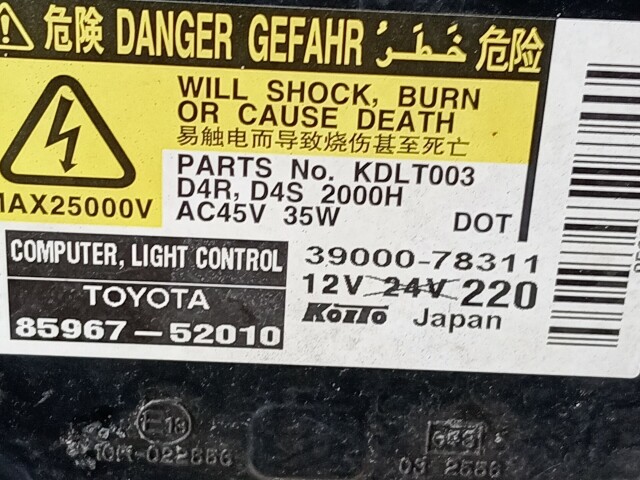 危険 DANGER GEFAHR خَطَرُ 危险
WILL SHOCK, BURN
OR CAUSE DEATH
易触电而导致烧伤甚至死亡
MAX25000V
PARTS No. KDLT003
D4R, D4S 2000H
AC45V 35W
DOT
COMPUTER, LIGHT CONTROL
TOYOTA
85967-52010
39000-78311
12V 24V 220
KOITO Japan
E13